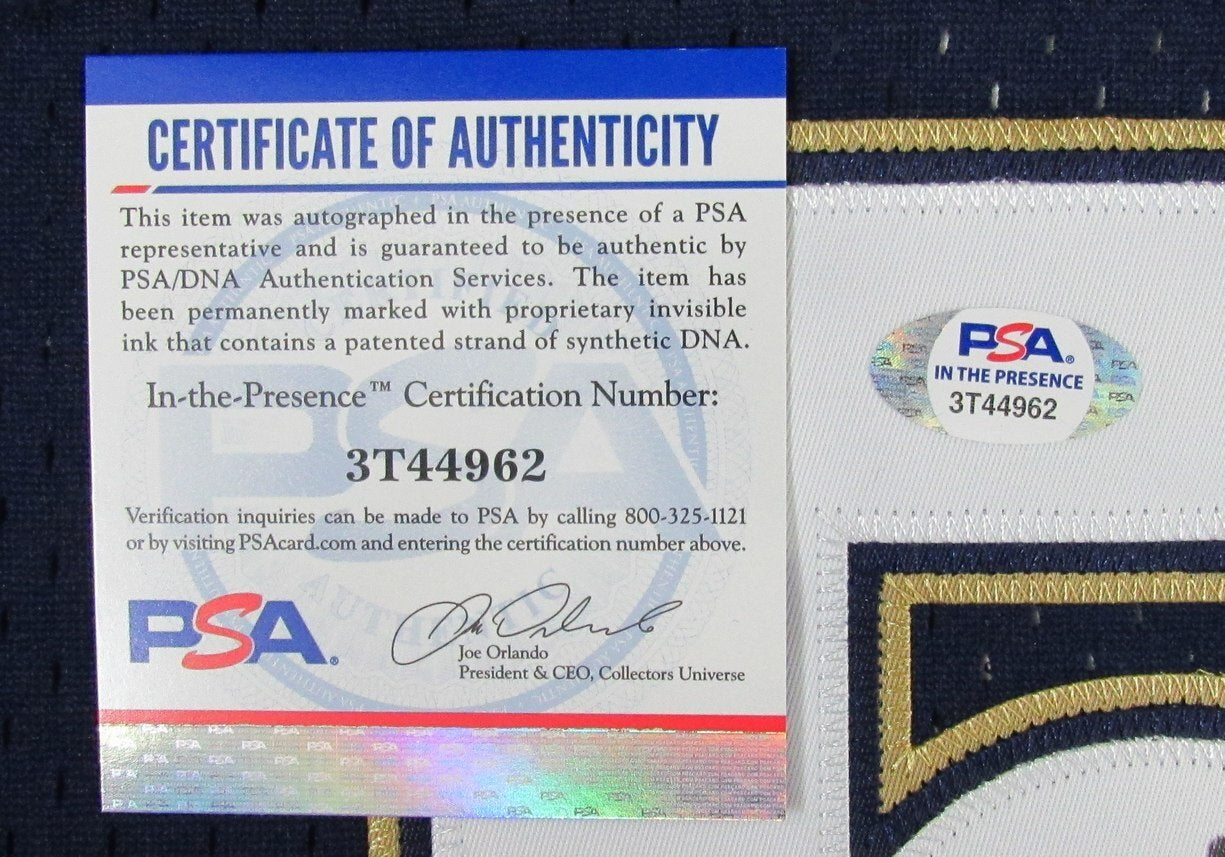 CERTIFICATE OF AUTHENTICITY
This item was autographed in the presence of a PSA
representative and is guaranteed to be authentic by
PSA/DNA Authentication Services. The item has
been permanently marked with proprietary invisible
ink that contains a patented strand of synthetic DNA.
In-the-Presence™ Certification Number:
3T44962
Verification inquiries can be made to PSA by calling 800-325-1121
or by visiting PSAcard.com and entering the certification number above.
PSA®
Joe Orlando
President & CEO, Collectors Universe
PSA®
IN THE PRESENCE
3T44962